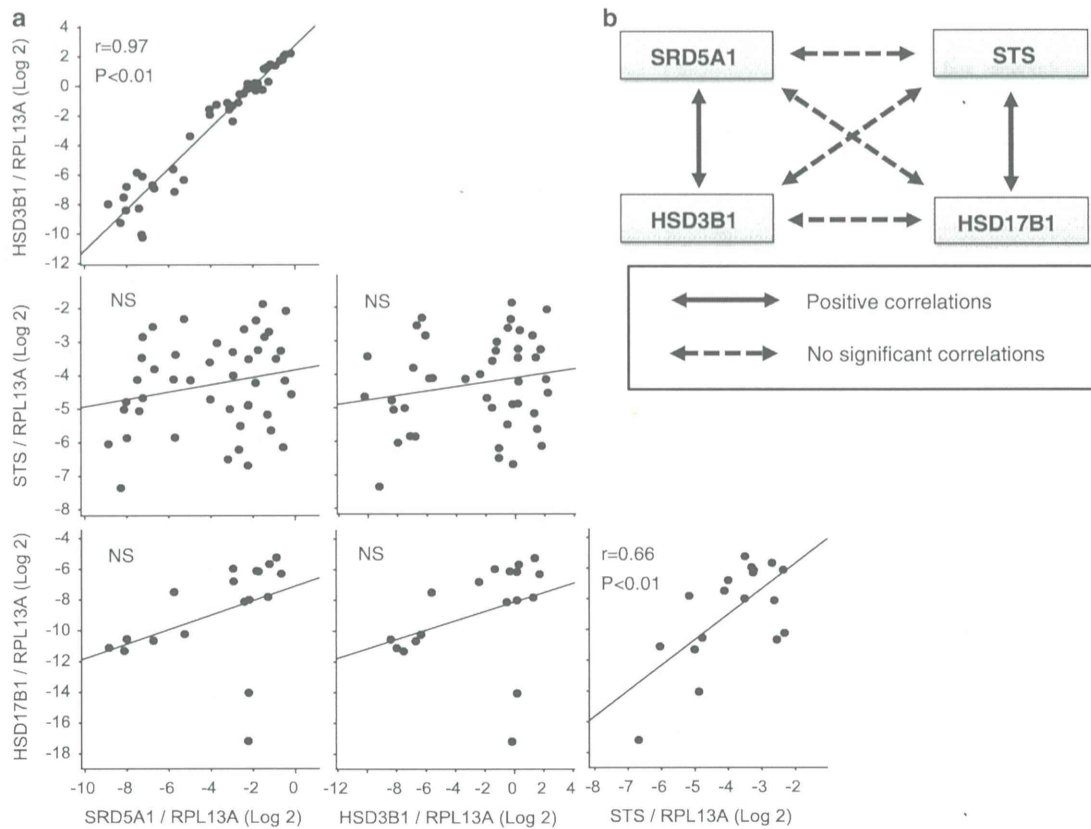 a
b
r=0.97
P<0.01
HSD3B1 / RPL13A (Log 2)
4
2
0
-2
-4
-6
-8
-10
-12
SRD5A1
STS
HSD3B1
HSD17B1
Positive correlations
No significant correlations
NS
STS / RPL13A (Log 2)
-2
-3
-4
-5
-6
-7
-8
NS
NS
HSD17B1 / RPL13A (Log 2)
-4
-6
-8
-10
-12
-14
-16
-18
NS
r=0.66
P<0.01
-10 -8 -6 -4 -2 0
SRD5A1 / RPL13A (Log 2)
-12 -10 -8 -6 -4 -2 0 2 4
HSD3B1 / RPL13A (Log 2)
-8 -7 -6 -5 -4 -3 -2
STS / RPL13A (Log 2)